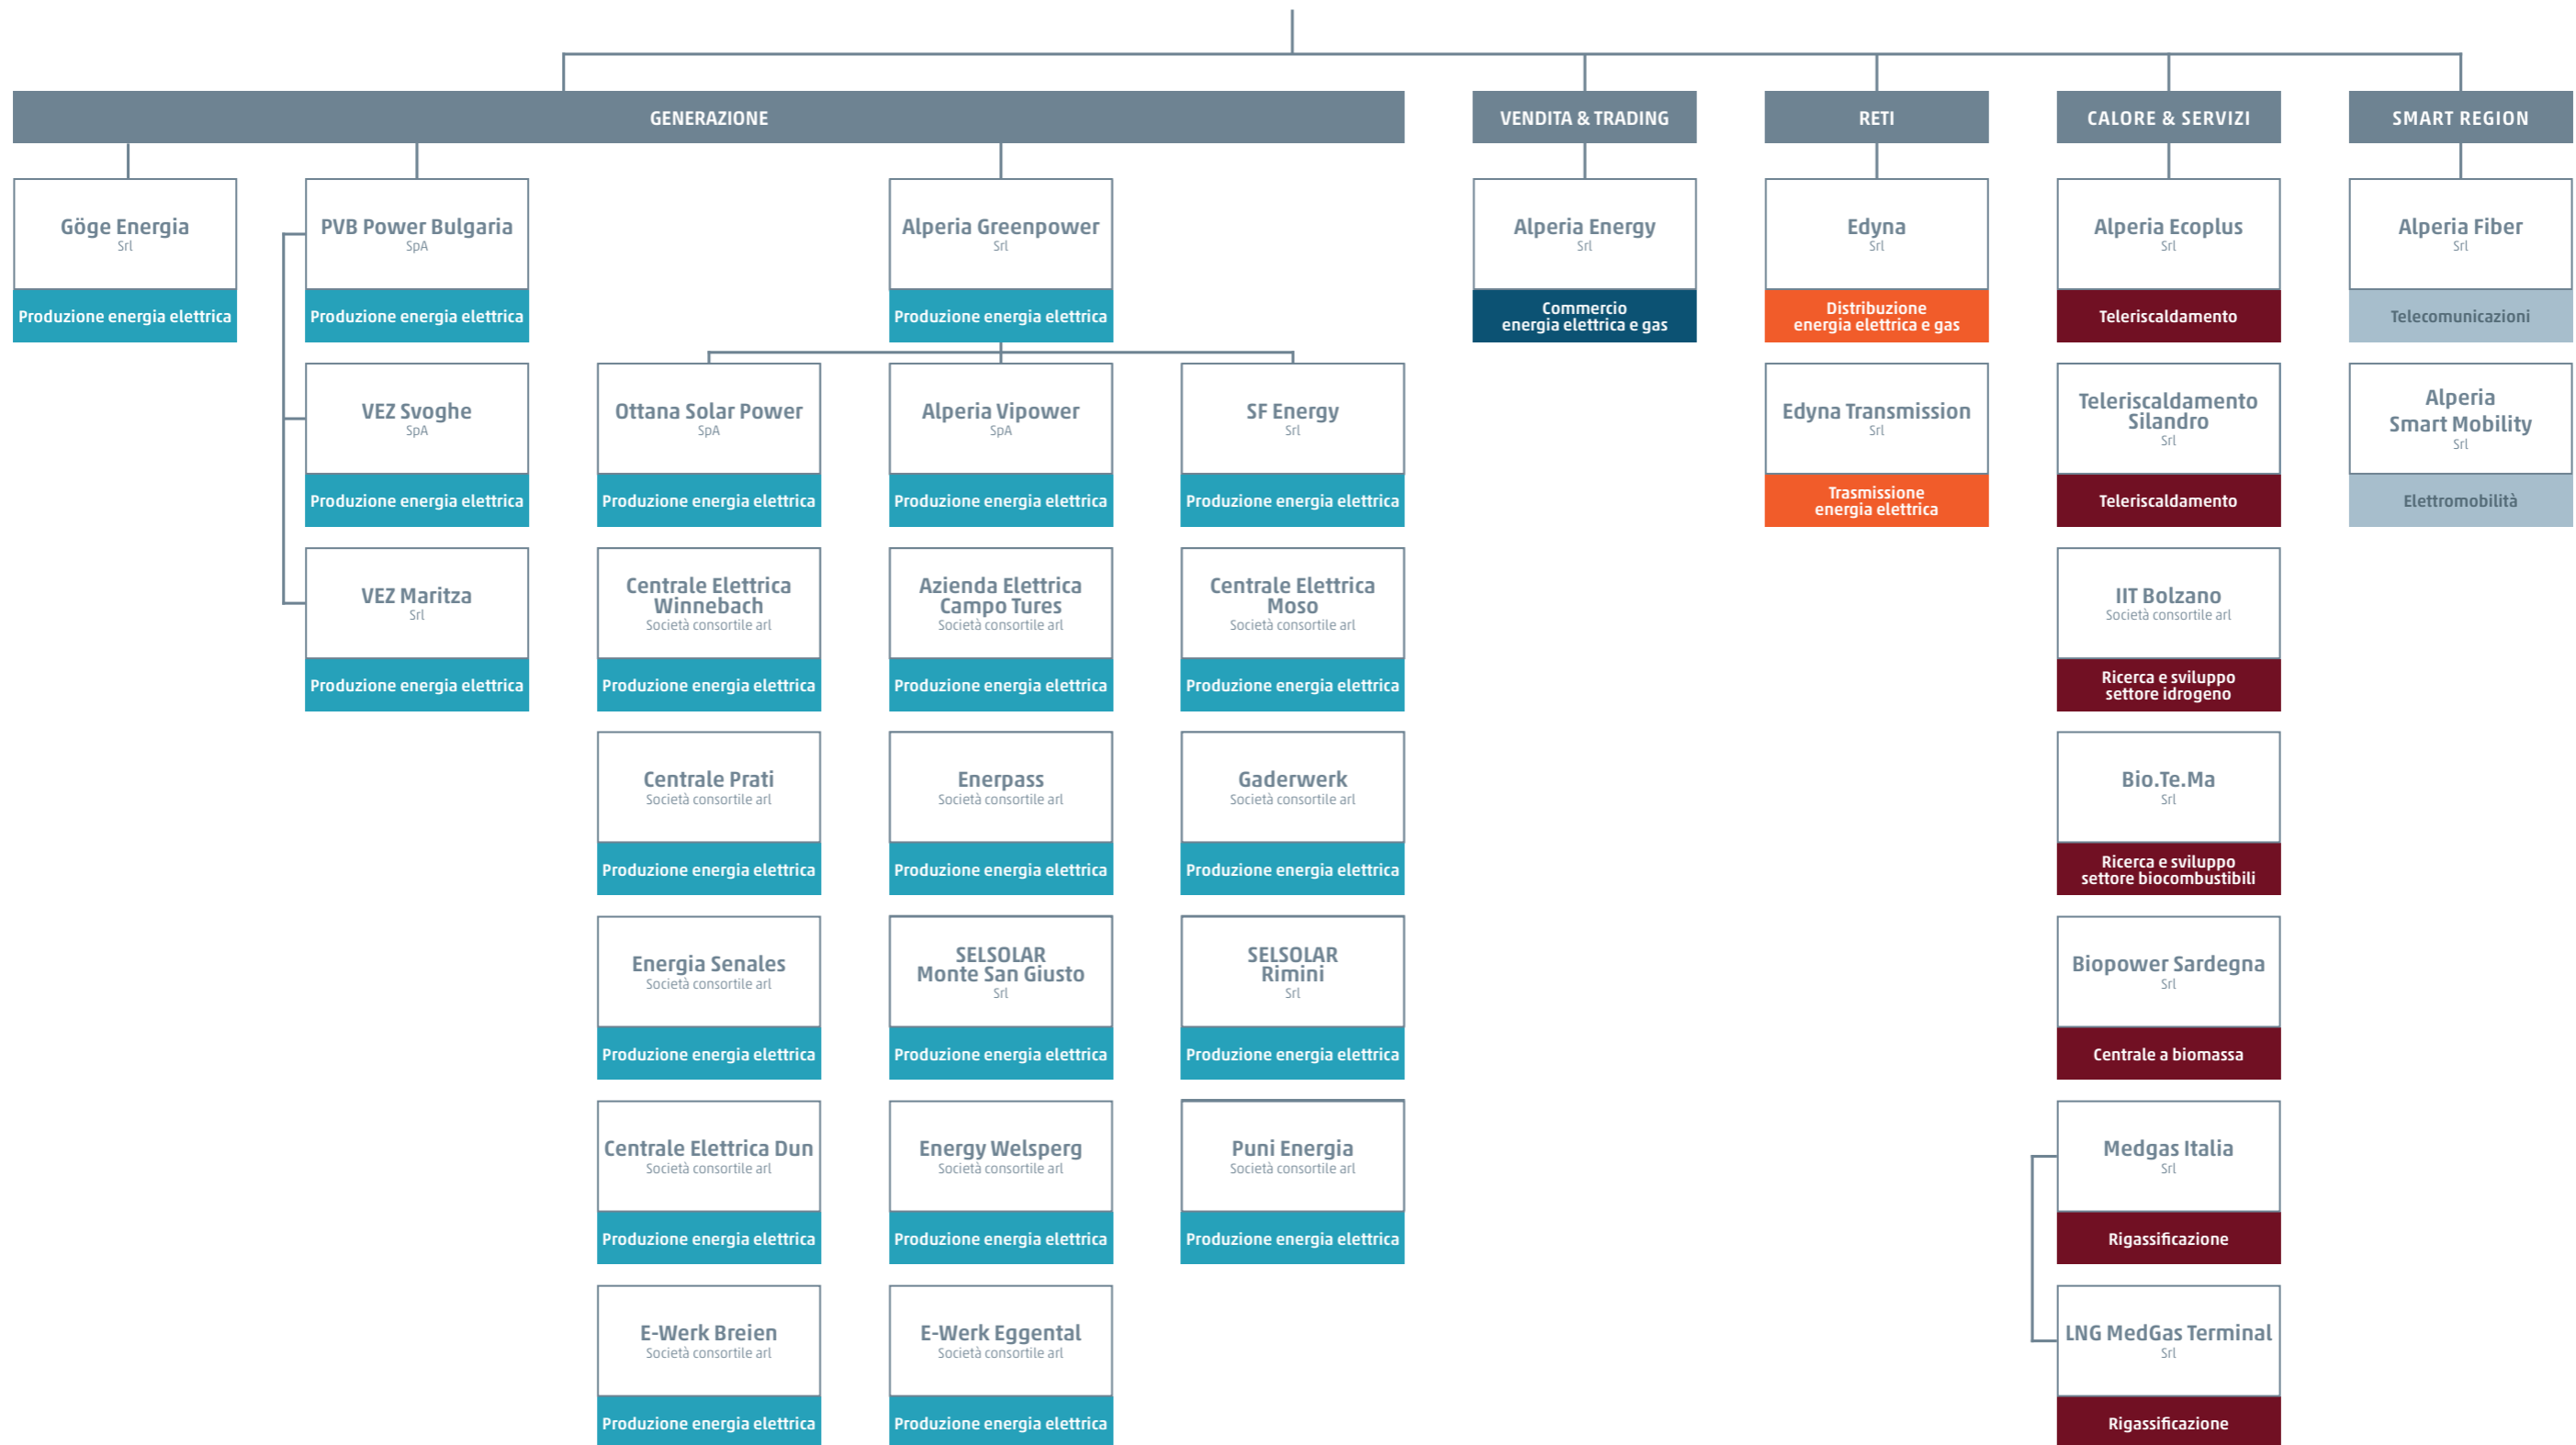 GENERAZIONE
VENDITA & TRADING
RETI
CALORE & SERVIZI
SMART REGION
Göge Energia
Srl
Produzione energia elettrica
PVB Power Bulgaria
SpA
Produzione energia elettrica
Alperia Greenpower
Srl
Produzione energia elettrica
Alperia Energy
Srl
Commercio
energia elettrica e gas
Edyna
Srl
Distribuzione
energia elettrica e gas
Alperia Ecoplus
Srl
Teleriscaldamento
Alperia Fiber
Srl
Telecomunicazioni
VEZ Svoghe
SpA
Produzione energia elettrica
Ottana Solar Power
SpA
Produzione energia elettrica
Alperia Vipower
SpA
Produzione energia elettrica
SF Energy
Srl
Produzione energia elettrica
Edyna Transmission
Srl
Trasmissione
energia elettrica
Teleriscaldamento
Silandro
Srl
Teleriscaldamento
Alperia
Smart Mobility
Srl
Elettromobilità
VEZ Maritza
Srl
Produzione energia elettrica
Centrale Elettrica
Winnebach
Società consortile arl
Produzione energia elettrica
Azienda Elettrica
Campo Tures
Società consortile arl
Produzione energia elettrica
Centrale Elettrica
Moso
Società consortile arl
Produzione energia elettrica
IIT Bolzano
Società consortile arl
Ricerca e sviluppo
settore idrogeno
Centrale Prati
Società consortile arl
Produzione energia elettrica
Enerpass
Società consortile arl
Produzione energia elettrica
Gaderwerk
Società consortile arl
Produzione energia elettrica
Bio.Te.Ma
Srl
Ricerca e sviluppo
settore biocombustibili
Energia Senales
Società consortile arl
Produzione energia elettrica
SELSOLAR
Monte San Giusto
Srl
Produzione energia elettrica
SELSOLAR
Rimini
Srl
Produzione energia elettrica
Biopower Sardegna
Srl
Centrale a biomassa
Centrale Elettrica Dun
Società consortile arl
Produzione energia elettrica
Energy Welsperg
Società consortile arl
Produzione energia elettrica
Puni Energia
Società consortile arl
Produzione energia elettrica
Medgas Italia
Srl
Rigassificazione
E-Werk Breien
Società consortile arl
Produzione energia elettrica
E-Werk Eggental
Società consortile arl
Produzione energia elettrica
LNG MedGas Terminal
Srl
Rigassificazione